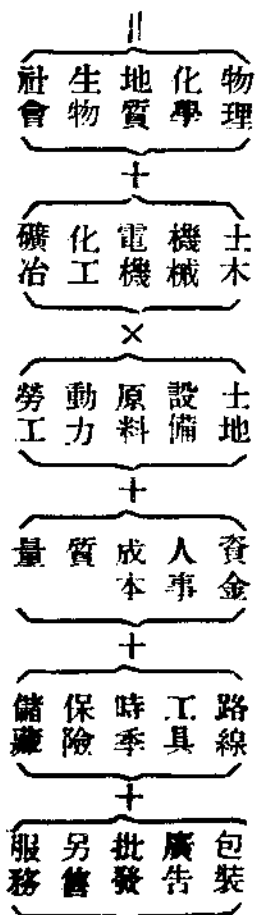 ||
物理 化學 地質 生物 社會
+
土木 機械 電機 化工 礦冶
×
土地 設備 原料 動力 勞工
+
資金 人事 成本 質 量
+
路線 工具 時季 保險 儲藏
+
包裝 廣告 批發 另售 服務